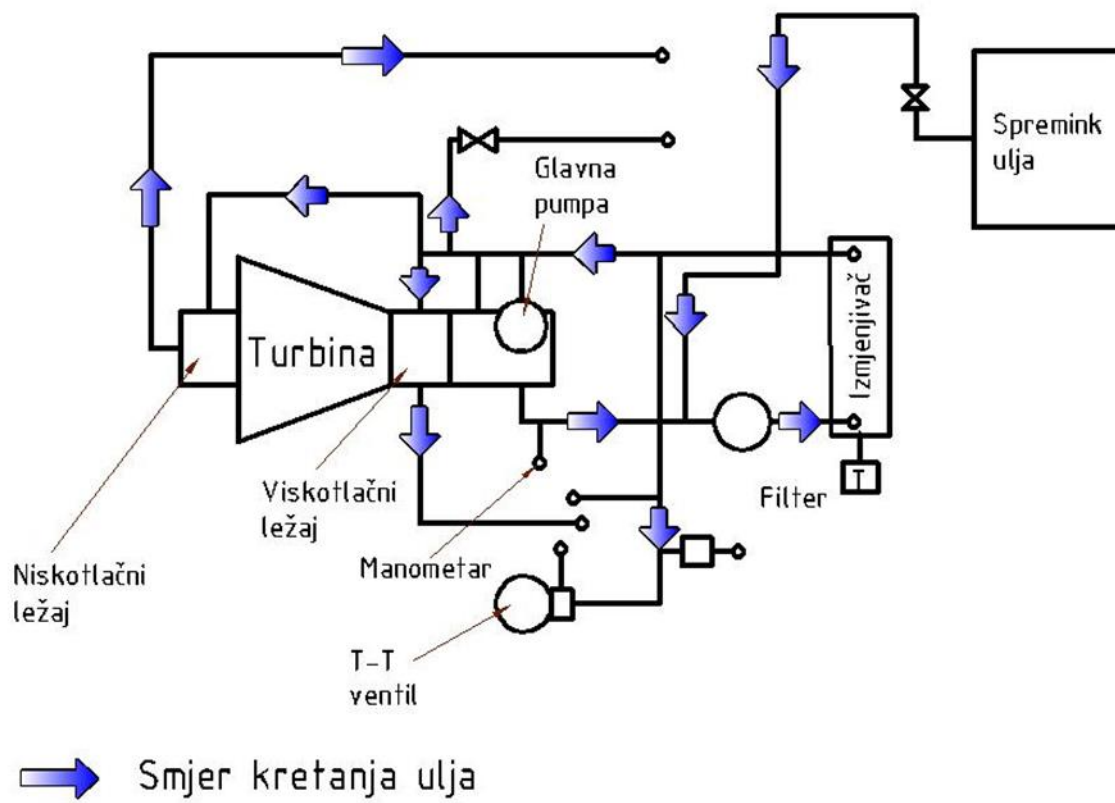 Spremink
ulja
Glavna
pumpa
Turbina
Izmjenjivač
Viskotlačni
ležaj
Filter
T
Manometar
Niskotlačni
ležaj
T-T
ventil
Smjer kretanja ulja